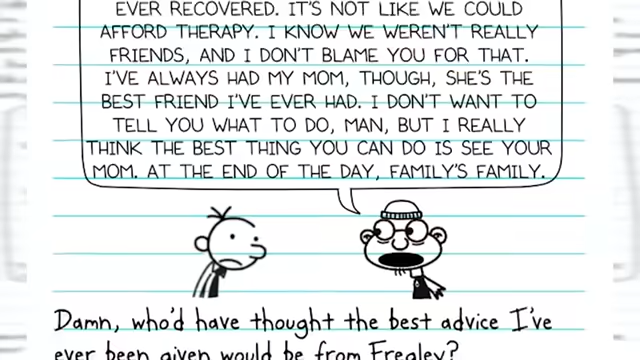 EVER RECOVERED. IT'S NOT LIKE WE COULD
AFFORD THERAPY. I KNOW WE WEREN'T REALLY
FRIENDS, AND I DON'T BLAME YOU FOR THAT.
I'VE ALWAYS HAD MY MOM, THOUGH, SHE'S THE
BEST FRIEND I'VE EVER HAD. I DON'T WANT TO
TELL YOU WHAT TO DO, MAN, BUT I REALLY
THINK THE BEST THING YOU CAN DO IS SEE YOUR
MOM. AT THE END OF THE DAY, FAMILY'S FAMILY.
Damn, who'd have thought the best advice I've
ever been given would be from Fregley?